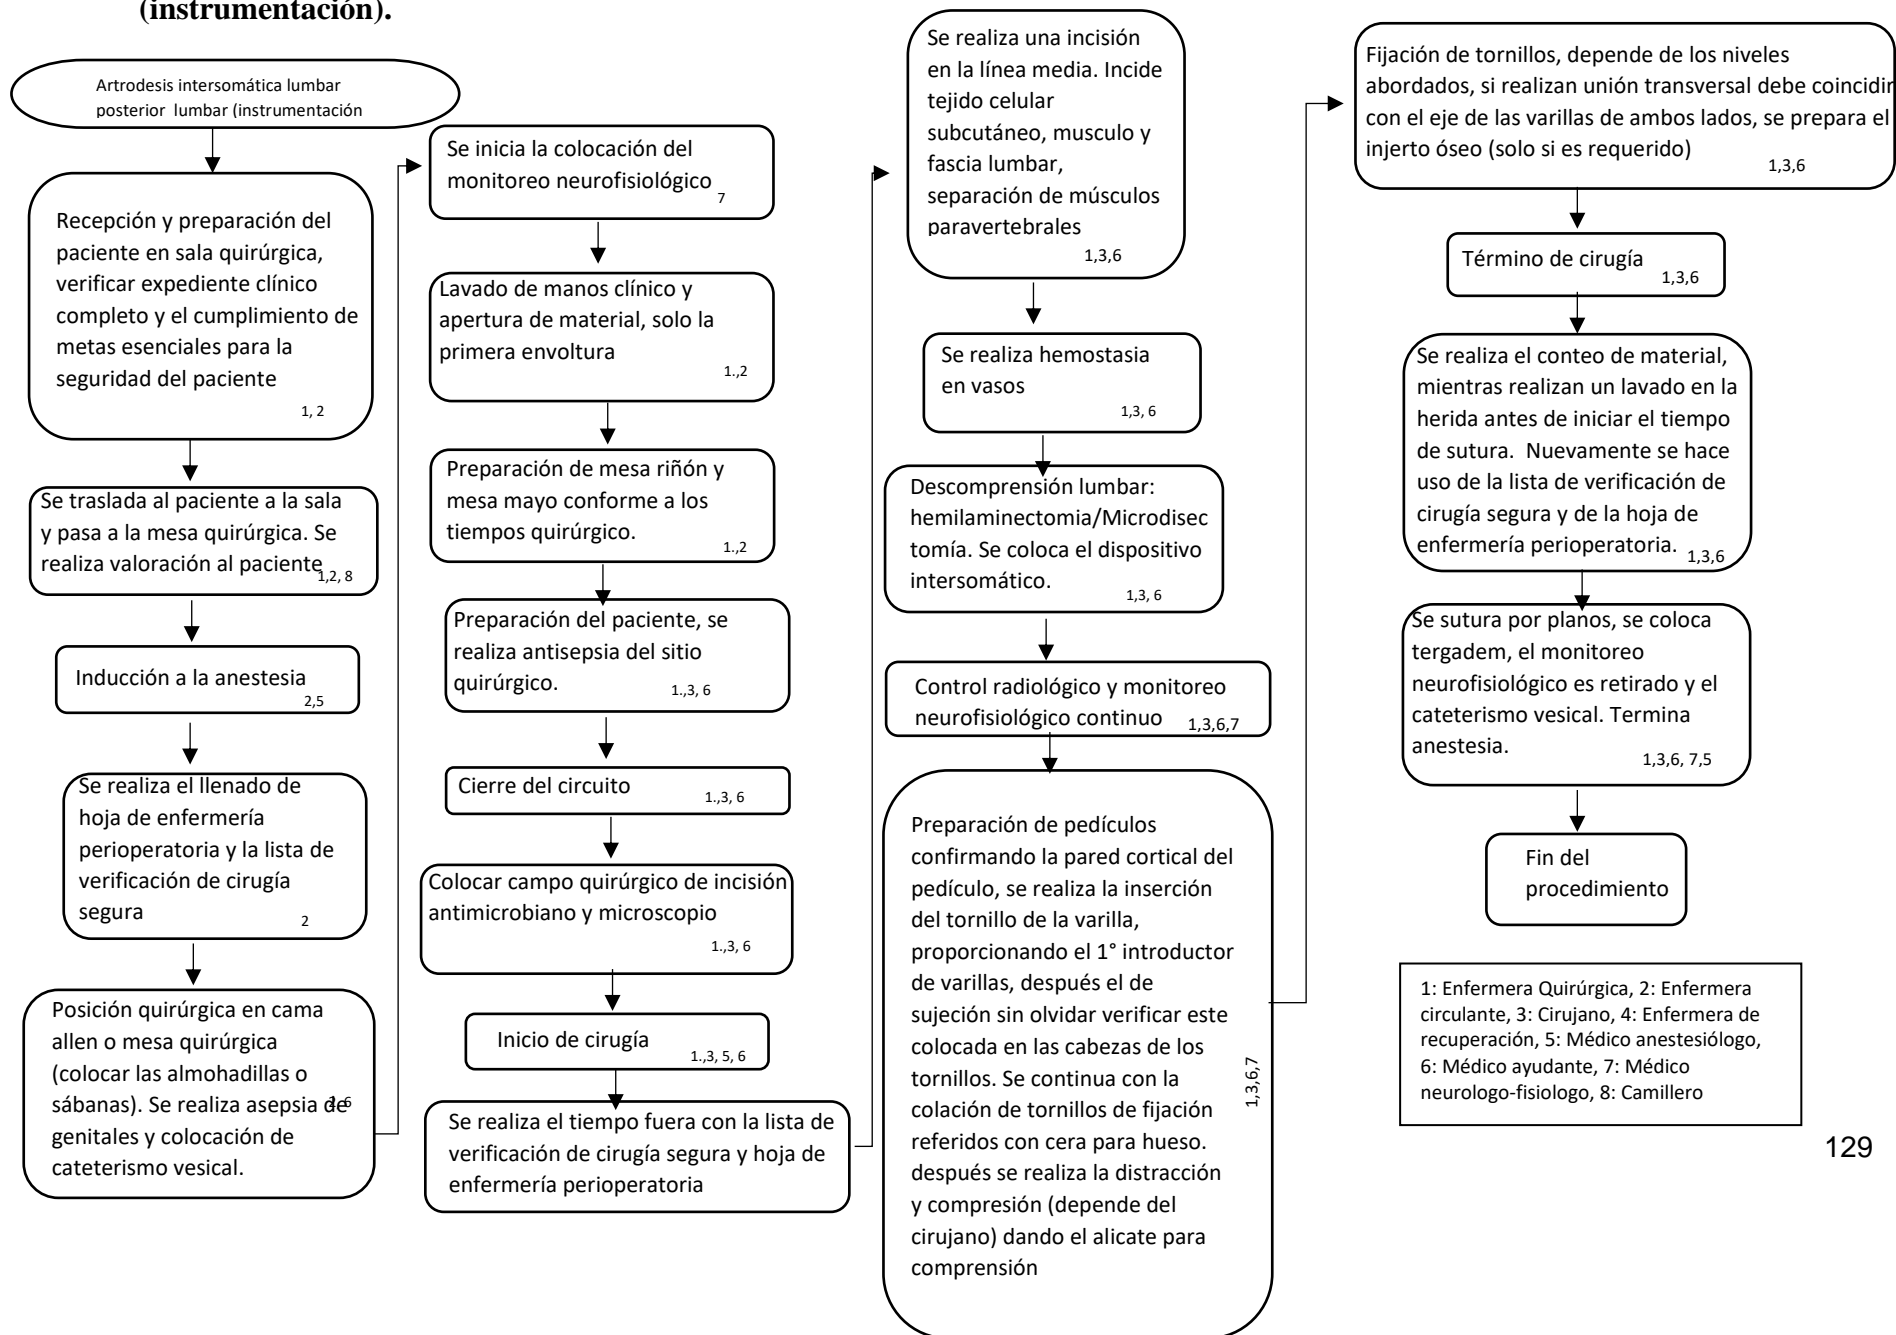 (instrumentación).
Artrodesis intersomática lumbar
posterior lumbar (instrumentación
Recepción y preparación del
paciente en sala quirúrgica,
verificar expediente clínico
completo y el cumplimiento de
metas esenciales para la
seguridad del paciente
1, 2
Se traslada al paciente a la sala
y pasa a la mesa quirúrgica. Se
realiza valoración al paciente
1,2, 8
Inducción a la anestesia
2,5
Se realiza el llenado de
hoja de enfermería
perioperatoria y la lista de
verificación de cirugía
segura
2
Posición quirúrgica en cama
allen o mesa quirúrgica
(colocar las almohadillas o
sábanas). Se realiza asepsia de
genitales y colocación de
cateterismo vesical.
Se inicia la colocación del
monitoreo neurofisiológico
7
Lavado de manos clínico y
apertura de material, solo la
primera envoltura
1.,2
Preparación de mesa riñón y
mesa mayo conforme a los
tiempos quirúrgico.
1.,2
Preparación del paciente, se
realiza antisepsia del sitio
quirúrgico.
1.,3, 6
Cierre del circuito
1.,3, 6
Colocar campo quirúrgico de incisión
antimicrobiano y microscopio
1.,3, 6
Inicio de cirugía
1.,3, 5, 6
Se realiza el tiempo fuera con la lista de
verificación de cirugía segura y hoja de
enfermería perioperatoria
Se realiza una incisión
en la línea media. Incide
tejido celular
subcutáneo, musculo y
fascia lumbar,
separación de músculos
paravertebrales
1,3,6
Se realiza hemostasia
en vasos
1,3, 6
Descomprensión lumbar:
hemilaminectomia/Microdisec
tomía. Se coloca el dispositivo
intersomático.
1,3, 6
Control radiológico y monitoreo
neurofisiológico continuo
1,3,6,7
Preparación de pedículos
confirmando la pared cortical del
pedículo, se realiza la inserción
del tornillo de la varilla,
proporcionando el 1° introductor
de varillas, después el de
sujeción sin olvidar verificar este
colocada en las cabezas de los
tornillos. Se continua con la
colación de tornillos de fijación
referidos con cera para hueso.
después se realiza la distracción
y compresión (depende del
cirujano) dando el alicate para
comprensión
1,3,6,7
Fijación de tornillos, depende de los niveles
abordados, si realizan unión transversal debe coincidir
con el eje de las varillas de ambos lados, se prepara el
injerto óseo (solo si es requerido)
1,3,6
Término de cirugía
1,3,6
Se realiza el conteo de material,
mientras realizan un lavado en la
herida antes de iniciar el tiempo
de sutura. Nuevamente se hace
uso de la lista de verificación de
cirugía segura y de la hoja de
enfermería perioperatoria.
1,3,6
Se sutura por planos, se coloca
tergadem, el monitoreo
neurofisiológico es retirado y el
cateterismo vesical. Termina
anestesia.
1,3,6, 7,5
Fin del
procedimiento
1: Enfermera Quirúrgica, 2: Enfermera
circulante, 3: Cirujano, 4: Enfermera de
recuperación, 5: Médico anestesiólogo,
6: Médico ayudante, 7: Médico
neurologo-fisiologo, 8: Camillero
129